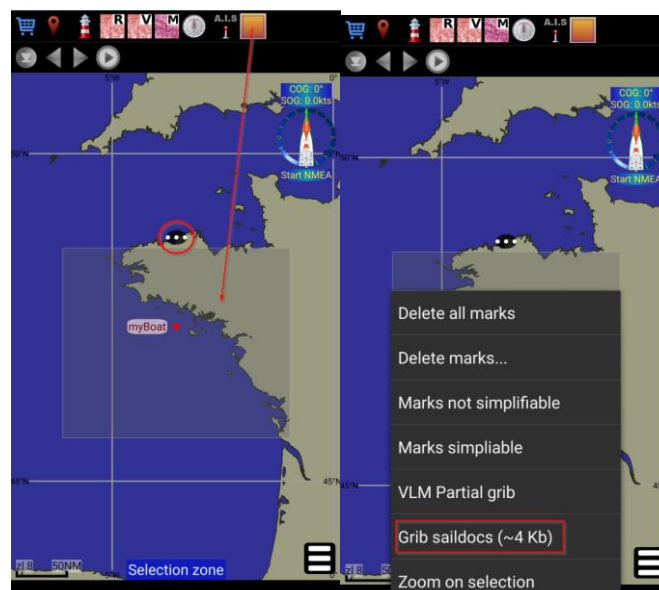 R V M A.I.S
5°W
COG: 0°
SOG: 0.0kts
50°N
Start NMEA
myBoat
45°N
zl 8 50NM
5°W
Selection zone
R V M A.I.S
5°W
COG: 0°
SOG: 0.0kts
50°N
Start NMEA
Delete all marks
Delete marks...
Marks not simplifiable
Marks simpliable
VLM Partial grib
Grib saildocs (~4 Kb)
Zoom on selection
45°N
zl 8